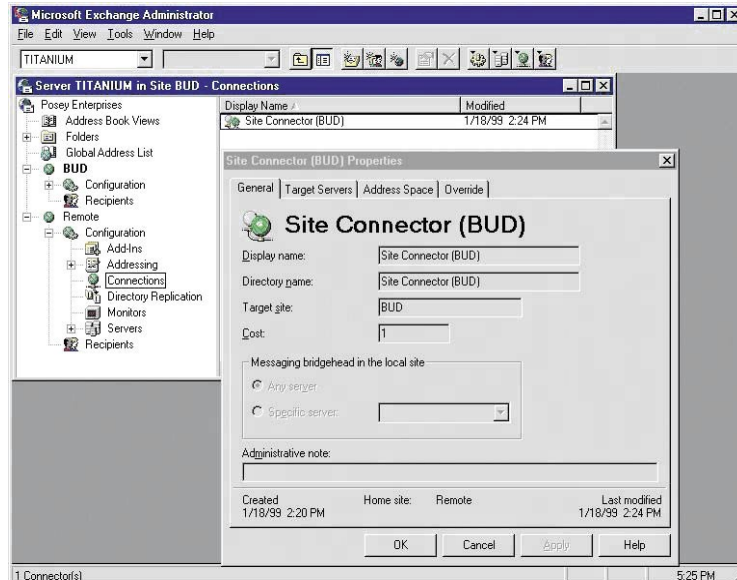 Microsoft Exchange Administrator
File Edit View Tools Window Help
TITANIUM
Server TITANIUM in Site BUD - Connections
Posey Enterprises
Address Book Views
Folders
Global Address List
BUD
Configuration
Recipients
Remote
Configuration
Add-Ins
Addressing
Connections
Directory Replication
Monitors
Servers
Recipients
Display Name Modified
Site Connector (BUD) 1/18/99 2:24 PM
Site Connector (BUD) Properties
General Target Servers Address Space Override
Site Connector (BUD)
Display name: Site Connector (BUD)
Directory name: Site Connector (BUD)
Target site: BUD
Cost: 1
Messaging bridgehead in the local site
Any server
Specific server:
Administrative note:
Created Home site: Remote Last modified
1/18/99 2:20 PM 1/18/99 2:24 PM
OK Cancel Apply Help
1 Connector(s) 5:25 PM